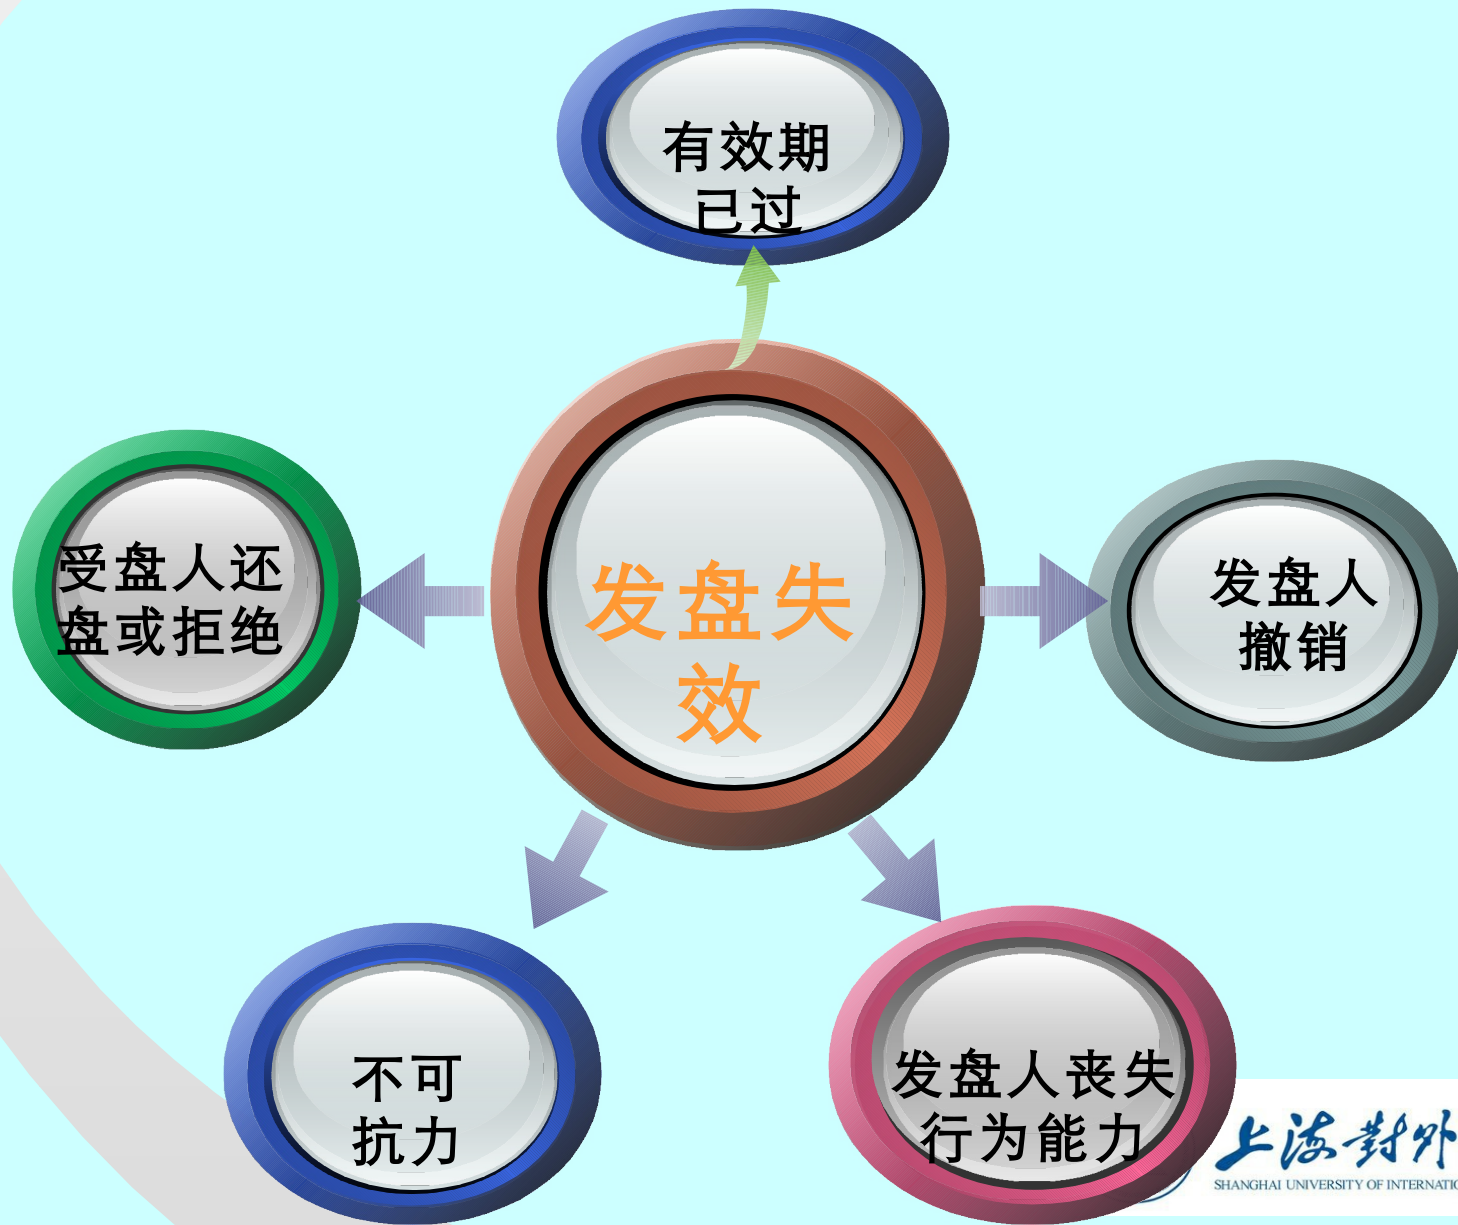 有效期
已过
受盘人还
盘或拒绝
发盘失
效
发盘人
撤销
不可
抗力
发盘人丧失
行为能力
上海對外
SHANGHAI UNIVERSITY OF INTERNATIO